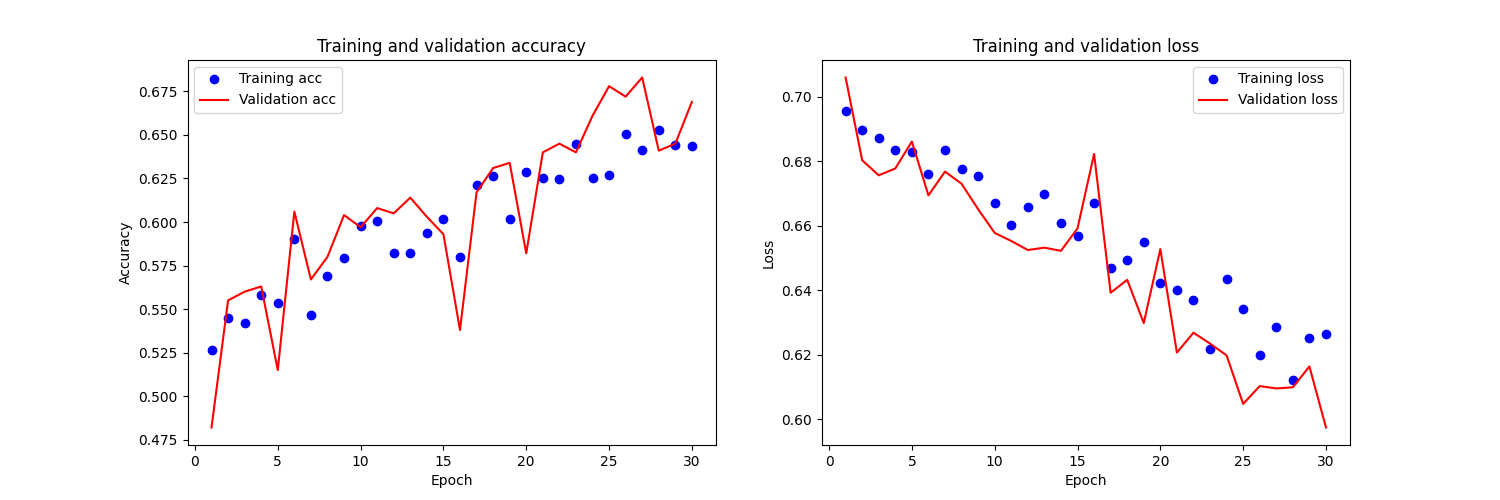 Training and validation accuracy
Training acc
Validation acc
0.675
0.650
0.625
0.600
0.575
0.550
0.525
0.500
0.475
Accuracy
0 5 10 15 20 25 30
Epoch
Training and validation loss
Training loss
Validation loss
0.70
0.68
0.66
0.64
0.62
0.60
Loss
0 5 10 15 20 25 30
Epoch